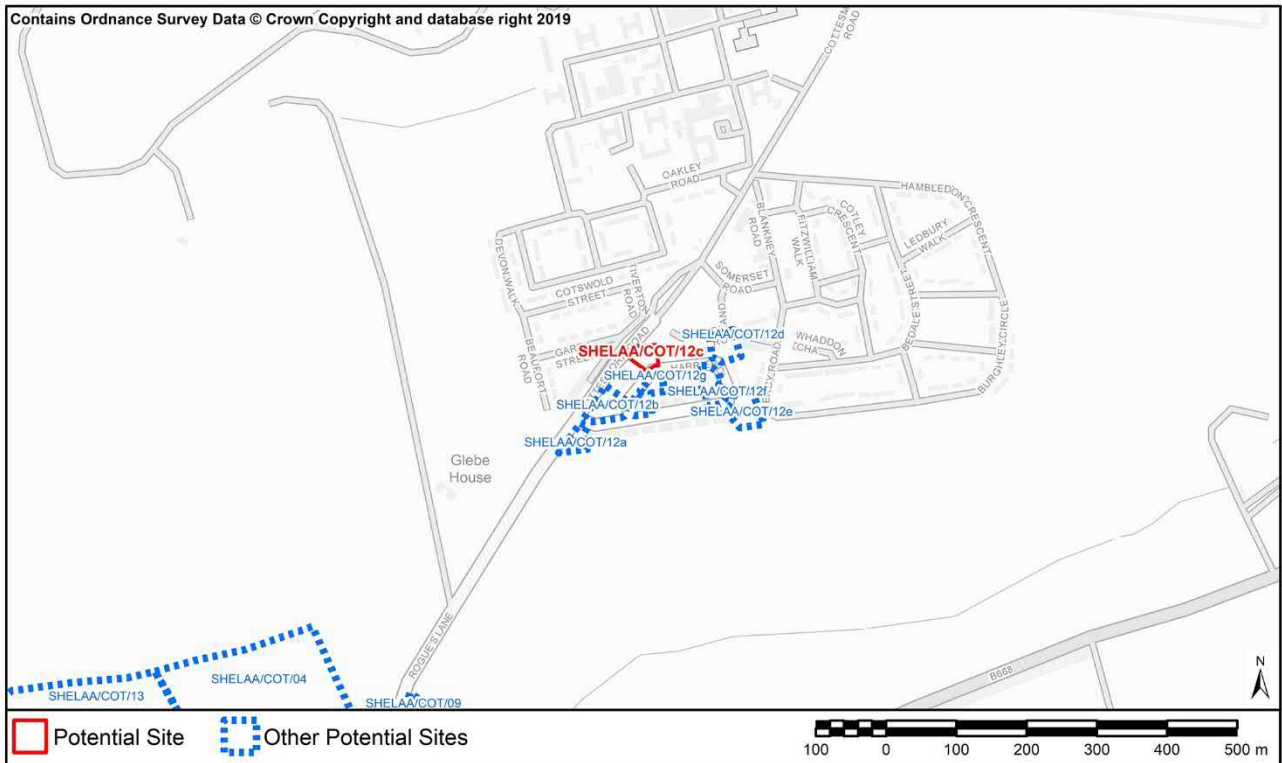 Contains Ordnance Survey Data © Crown Copyright and database right 2019
ROAD
OAKLEY
ROAD
HAMBLEDON
CRESCENT
BLANKNEY
ROAD
FITZWILLIAM
WALK
COTLEY
CRESCENT
LEDBURY
WALK
DEVON WALK
COTSWOLD
STREET
TIVERTON
ROAD
SOMERSET
ROAD
BEDALE STREET
BURGHLEY CIRCLE
BEAUFORT
ROAD
STREET
ROAD
WHADDON
SHELAA/COT/12d
SHELAA/COT/12c
SHELAA/COT/12g
SHELAA/COT/12f
SHELAA/COT/12b
SHELAA/COT/12e
SHELAA/COT/12a
Glebe
House
ROGUE'S LANE
B668
SHELAA/COT/13
SHELAA/COT/04
SHELAA/COT/09
N
Potential Site
Other Potential Sites
100 0 100 200 300 400 500 m